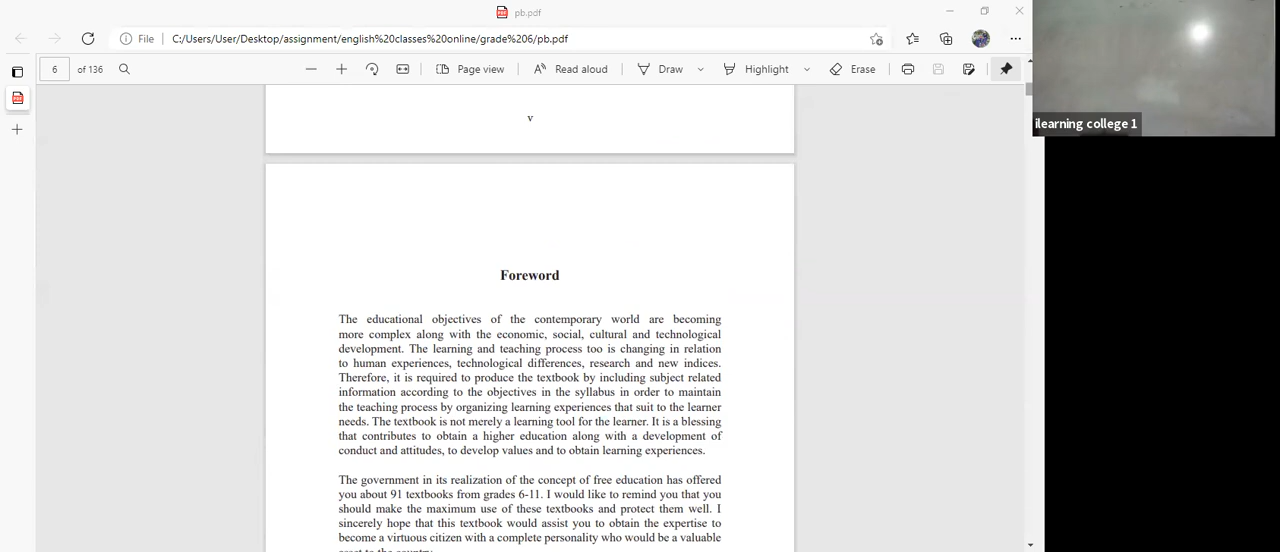 pb.pdf
File C:/Users/User/Desktop/assignment/english%20classes%20online/grade%206/pb.pdf
6 of 136 Page view Read aloud Draw Highlight Erase
ilearning college 1
v
Foreword
The educational objectives of the contemporary world are becoming
more complex along with the economic, social, cultural and technological
development. The learning and teaching process too is changing in relation
to human experiences, technological differences, research and new indices.
Therefore, it is required to produce the textbook by including subject related
information according to the objectives in the syllabus in order to maintain
the teaching process by organizing learning experiences that suit to the learner
needs. The textbook is not merely a learning tool for the learner. It is a blessing
that contributes to obtain a higher education along with a development of
conduct and attitudes, to develop values and to obtain learning experiences.
The government in its realization of the concept of free education has offered
you about 91 textbooks from grades 6-11. I would like to remind you that you
should make the maximum use of these textbooks and protect them well. I
sincerely hope that this textbook would assist you to obtain the expertise to
become a virtuous citizen with a complete personality who would be a valuable
asset to the country.